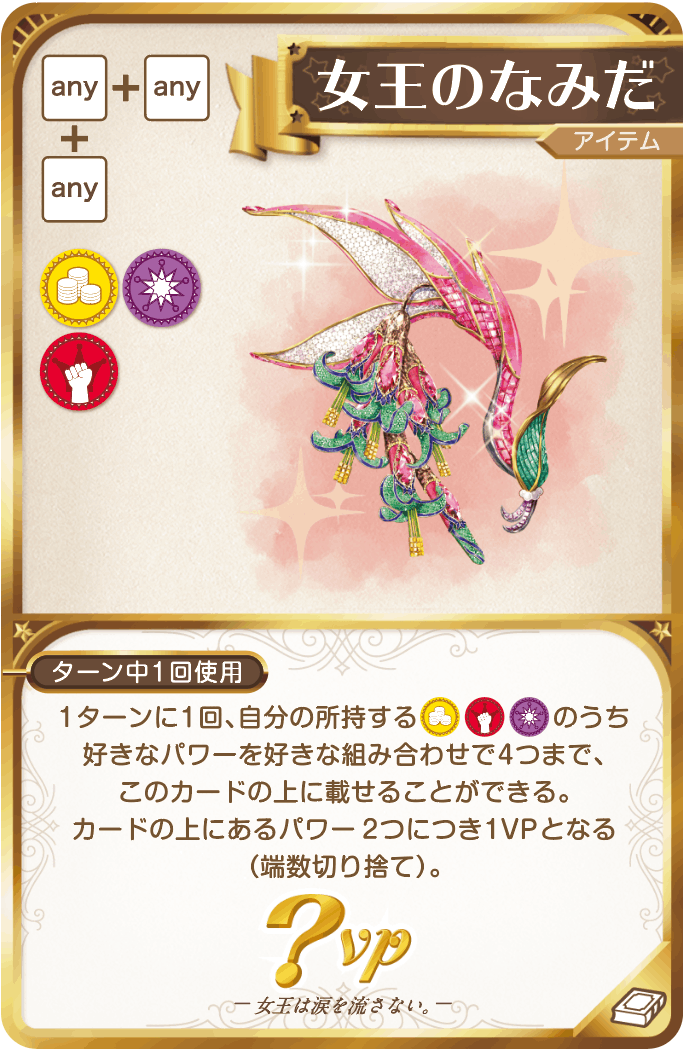 any + any
+
any
女王のなみだ
アイテム
ターン中1回使用
1ターンに1回、自分の所持する のうち
好きなパワーを好きな組み合わせで4つまで、
このカードの上に載せることができる。
カードの上にあるパワー2つにつき1VPとなる
(端数切り捨て)。
?vp
― 女王は涙を流さない。―